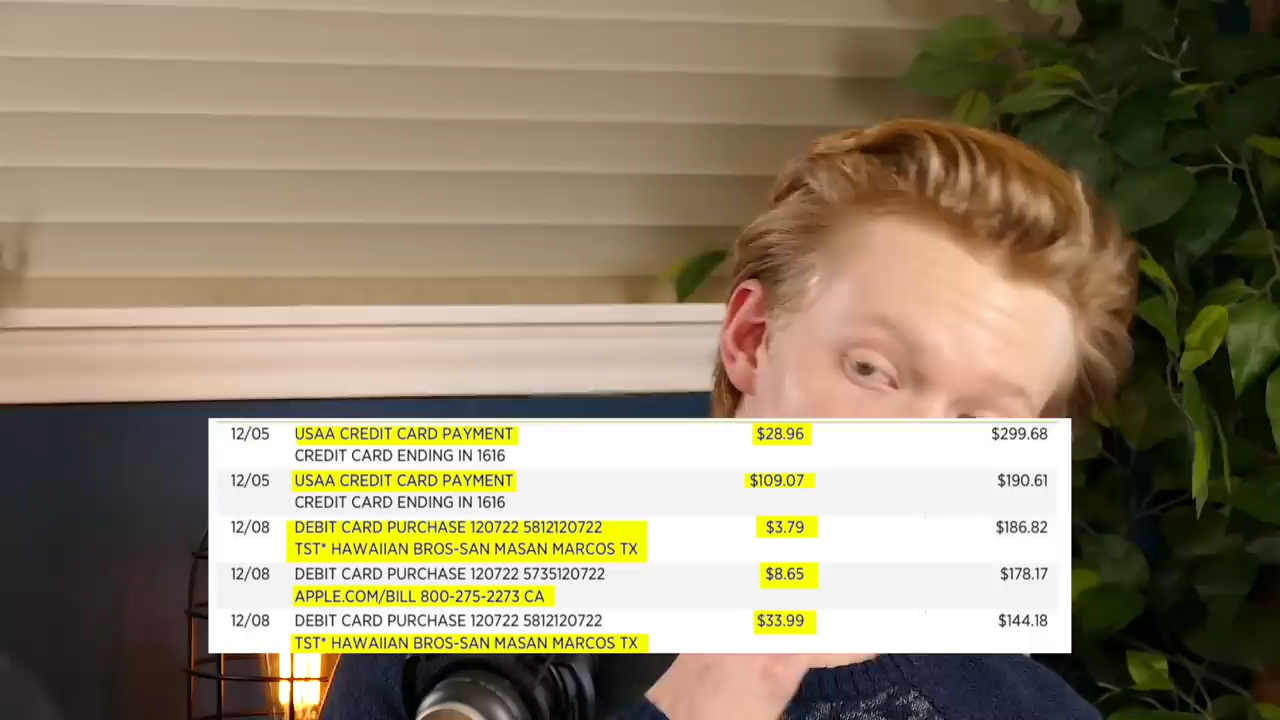 12/05 USAA CREDIT CARD PAYMENT $28.96 $299.68
CREDIT CARD ENDING IN 1616
12/05 USAA CREDIT CARD PAYMENT $109.07 $190.61
CREDIT CARD ENDING IN 1616
12/08 DEBIT CARD PURCHASE 120722 5812120722 $3.79 $186.82
TST* HAWAIIAN BROS-SAN MASAN MARCOS TX
12/08 DEBIT CARD PURCHASE 120722 5735120722 $8.65 $178.17
APPLE.COM/BILL 800-275-2273 CA
12/08 DEBIT CARD PURCHASE 120722 5812120722 $33.99 $144.18
TST* HAWAIIAN BROS-SAN MASAN MARCOS TX